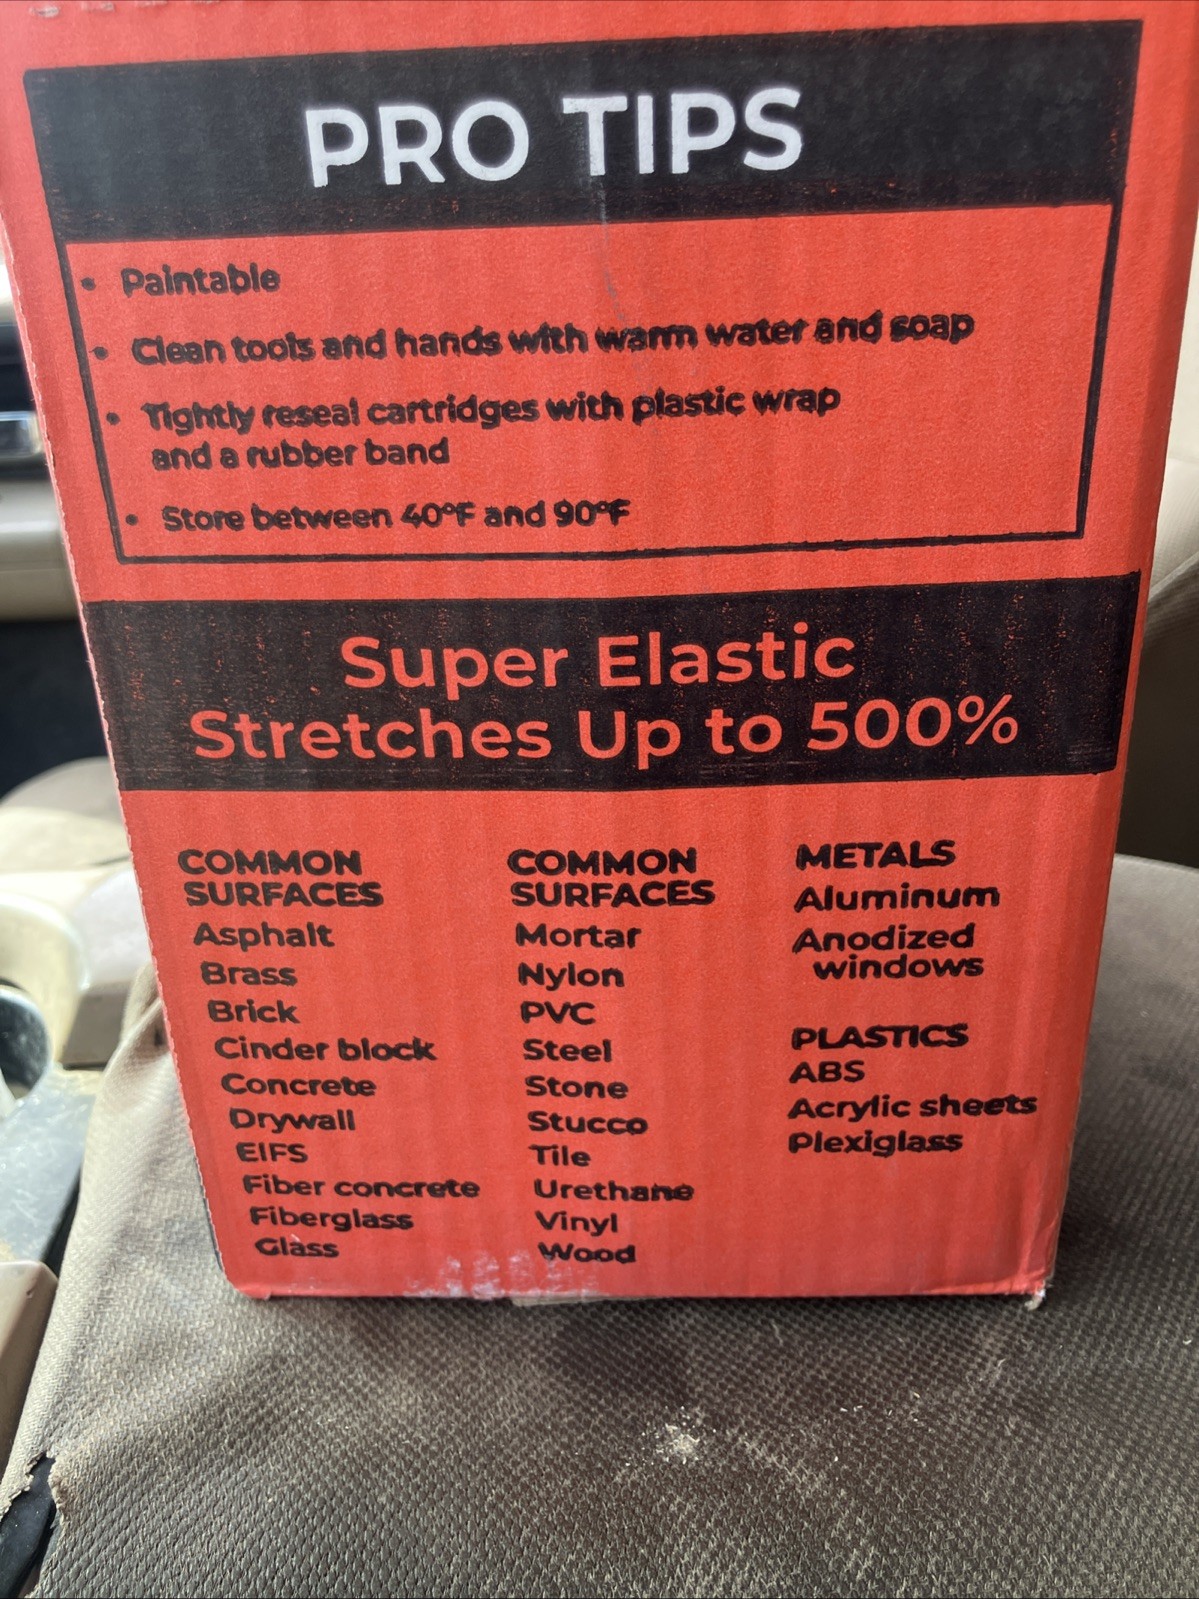 PRO TIPS
• Paintable
• Clean tools and hands with warm water and soap
• Tightly reseal cartridges with plastic wrap
and a rubber band
• Store between 40°F and 90°F
Super Elastic
Stretches Up to 500%
COMMON
SURFACES
Asphalt
Brass
Brick
Cinder block
Concrete
Drywall
EIFS
Fiber concrete
Fiberglass
Glass
COMMON
SURFACES
Mortar
Nylon
PVC
Steel
Stone
Stucco
Tile
Urethane
Vinyl
Wood
METALS
Aluminum
Anodized
windows
PLASTICS
ABS
Acrylic sheets
Plexiglass